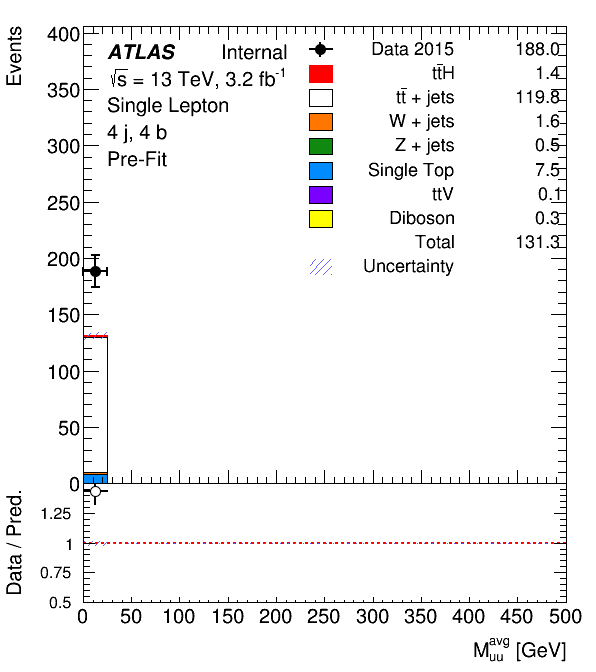 Events
400
350
300
250
200
150
100
50
0
ATLAS Internal
√s = 13 TeV, 3.2 fb⁻¹
Single Lepton
4 j, 4 b
Pre-Fit
Data 2015 188.0
tt̄H 1.4
tt̄ + jets 119.8
W + jets 1.6
Z + jets 0.5
Single Top 7.5
ttV 0.1
Diboson 0.3
Total 131.3
Uncertainty
Data / Pred.
1.25
1
0.75
0.5
0 50 100 150 200 250 300 350 400 450 500
M_uu^avg [GeV]